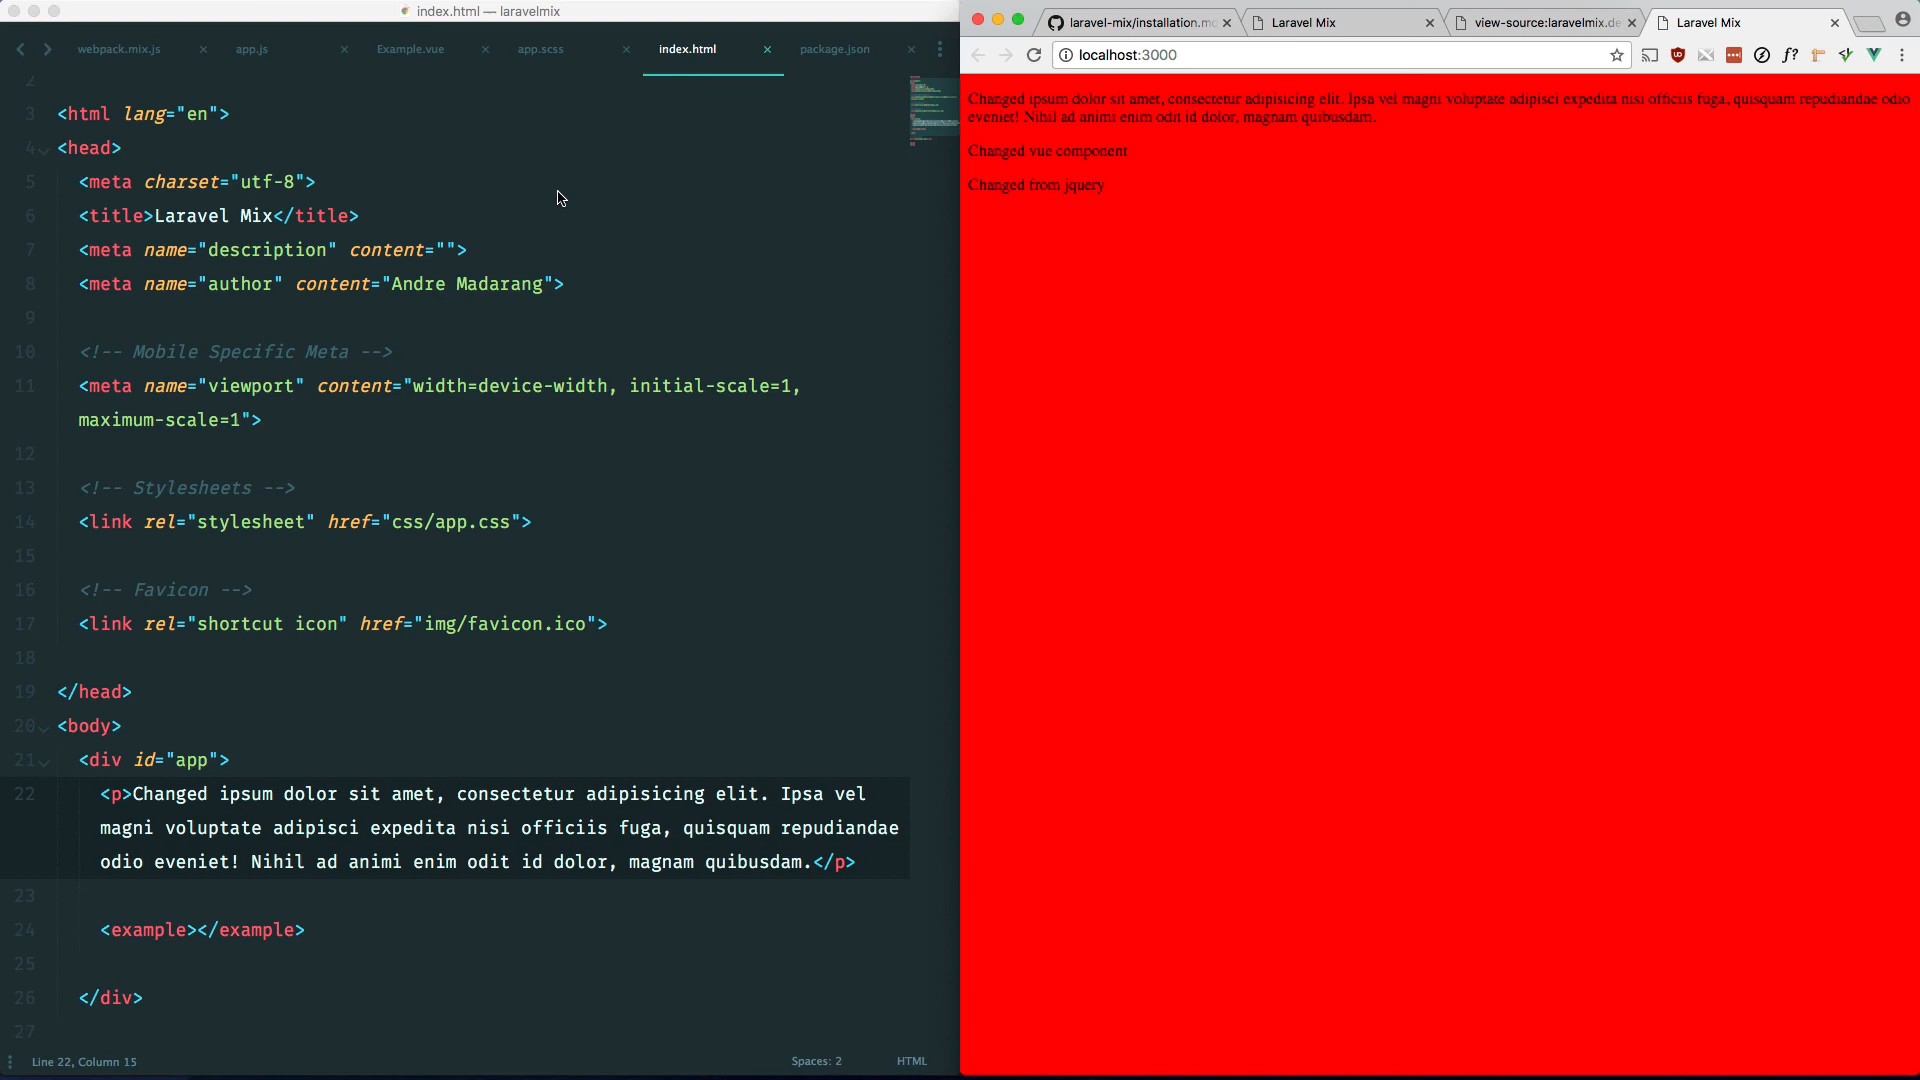 index.html — laravelmix
webpack.mix.js
app.js
Example.vue
app.scss
index.html
package.json
2
3 <html lang="en">
4 <head>
5 <meta charset="utf-8">
6 <title>Laravel Mix</title>
7 <meta name="description" content="">
8 <meta name="author" content="Andre Madarang">
9
10 <!-- Mobile Specific Meta -->
11 <meta name="viewport" content="width=device-width, initial-scale=1,
maximum-scale=1">
12
13 <!-- Stylesheets -->
14 <link rel="stylesheet" href="css/app.css">
15
16 <!-- Favicon -->
17 <link rel="shortcut icon" href="img/favicon.ico">
18
19 </head>
20 <body>
21 <div id="app">
22 <p>Changed ipsum dolor sit amet, consectetur adipisicing elit. Ipsa vel
magni voluptate adipisci expedita nisi officiis fuga, quisquam repudiandae
odio eveniet! Nihil ad animi enim odit id dolor, magnam quibusdam.</p>
23
24 <example></example>
25
26 </div>
27
Line 22, Column 15
Spaces: 2
HTML
laravel-mix/installation.mc
Laravel Mix
view-source:laravelmix.de
Laravel Mix
localhost:3000
f?
Changed ipsum dolor sit amet, consectetur adipisicing elit. Ipsa vel magni voluptate adipisci expedita nisi officiis fuga, quisquam repudiandae odio
eveniet! Nihil ad animi enim odit id dolor, magnam quibusdam.
Changed vue component
Changed from jquery